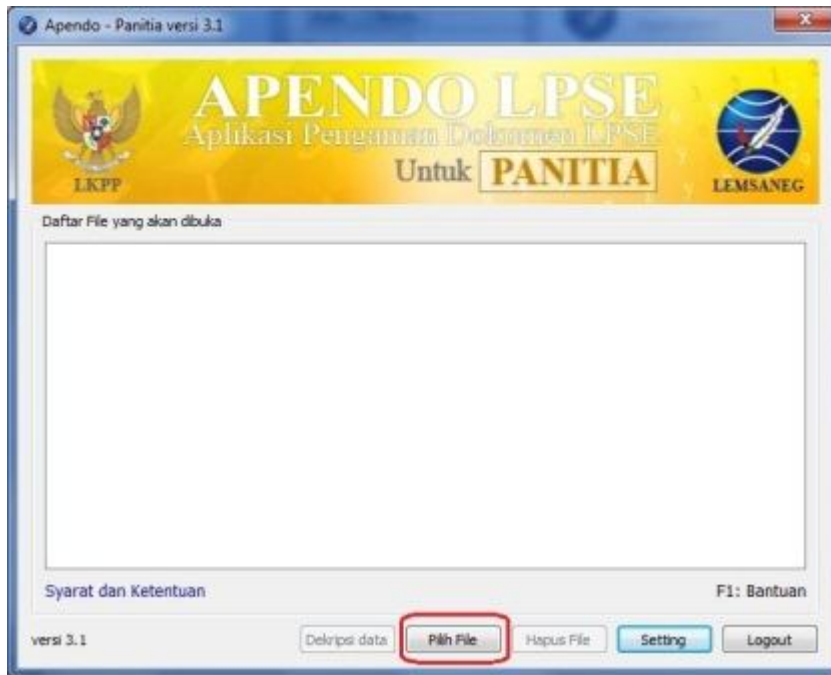 Apendo - Panitia versi 3.1
APENDO LPSE
Aplikasi Pengaman Dokumen LPSE
Untuk PANITIA
LKPP
LEMSANEG
Daftar File yang akan dibuka
Syarat dan Ketentuan
F1: Bantuan
versi 3.1
Dekripsi data
Pilih File
Hapus File
Setting
Logout